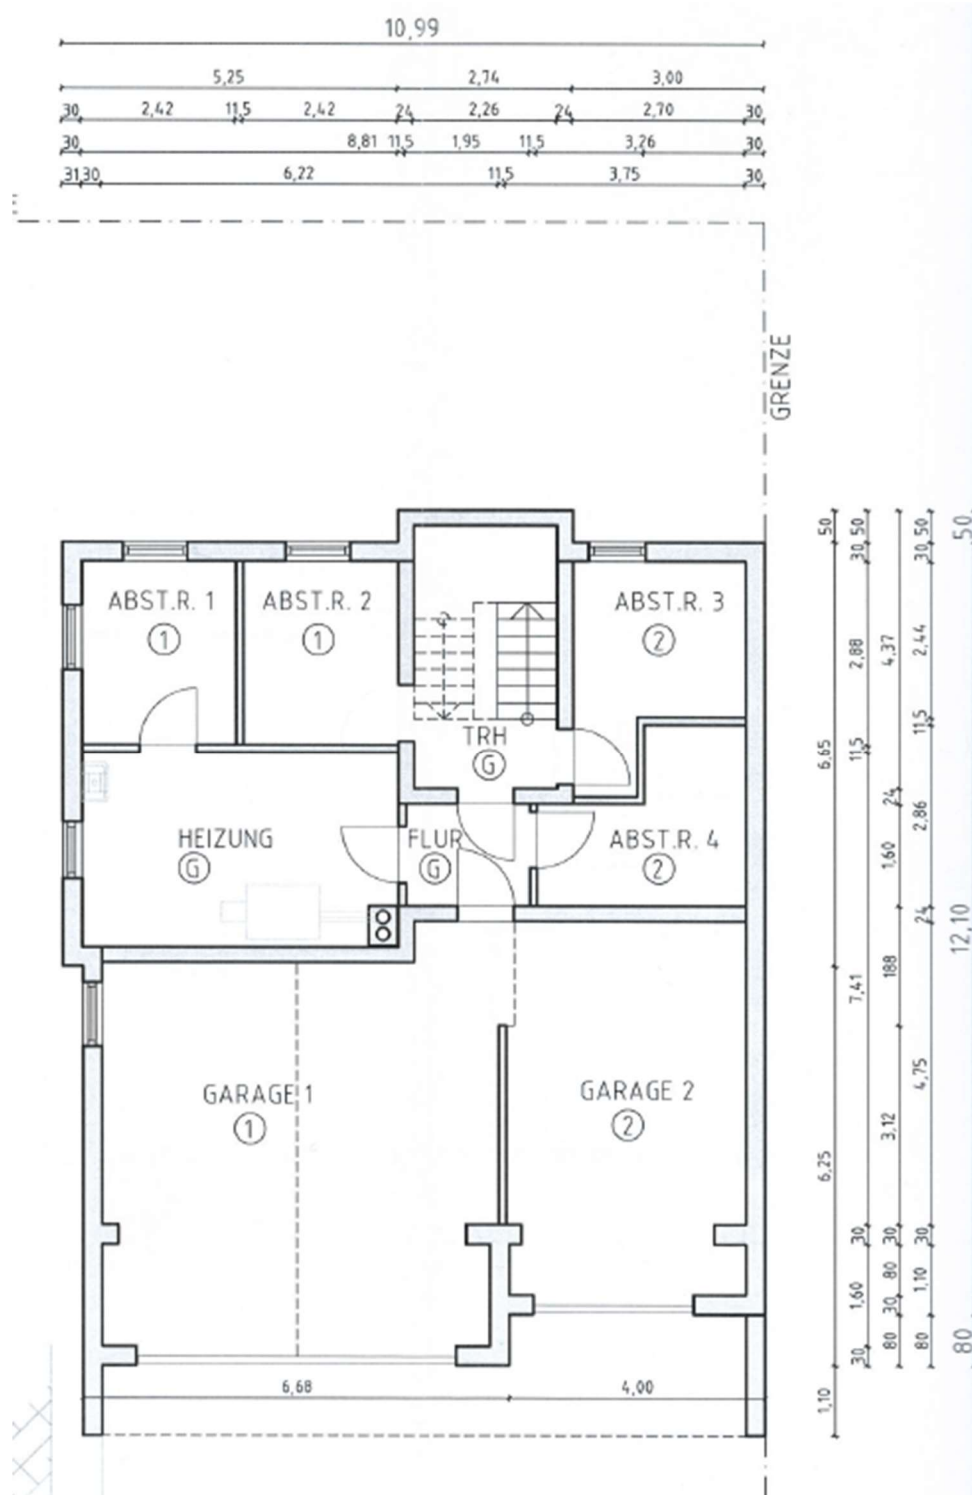 10,99
5,25 2,74 3,00
30 2,42 11,5 2,42 24 2,26 24 2,70 30
30 8,81 11,5 1,95 11,5 3,26 30
31 30 6,22 11,5 3,75 30
GRENZE
ABST.R. 1
1
ABST.R. 2
1
ABST.R. 3
2
TRH
G
HEIZUNG
G
FLUR
G
ABST.R. 4
2
GARAGE 1
1
GARAGE 2
2
6,68 4,00
50 6,65 6,25 1,10
50 30 2,88 11,5 7,41 30 1,60 30
4,37 24 1,60 188 3,12 30 80 30 80
50 30 2,44 11,5 2,86 24 4,75 30 1,10 80
50 12,10 80